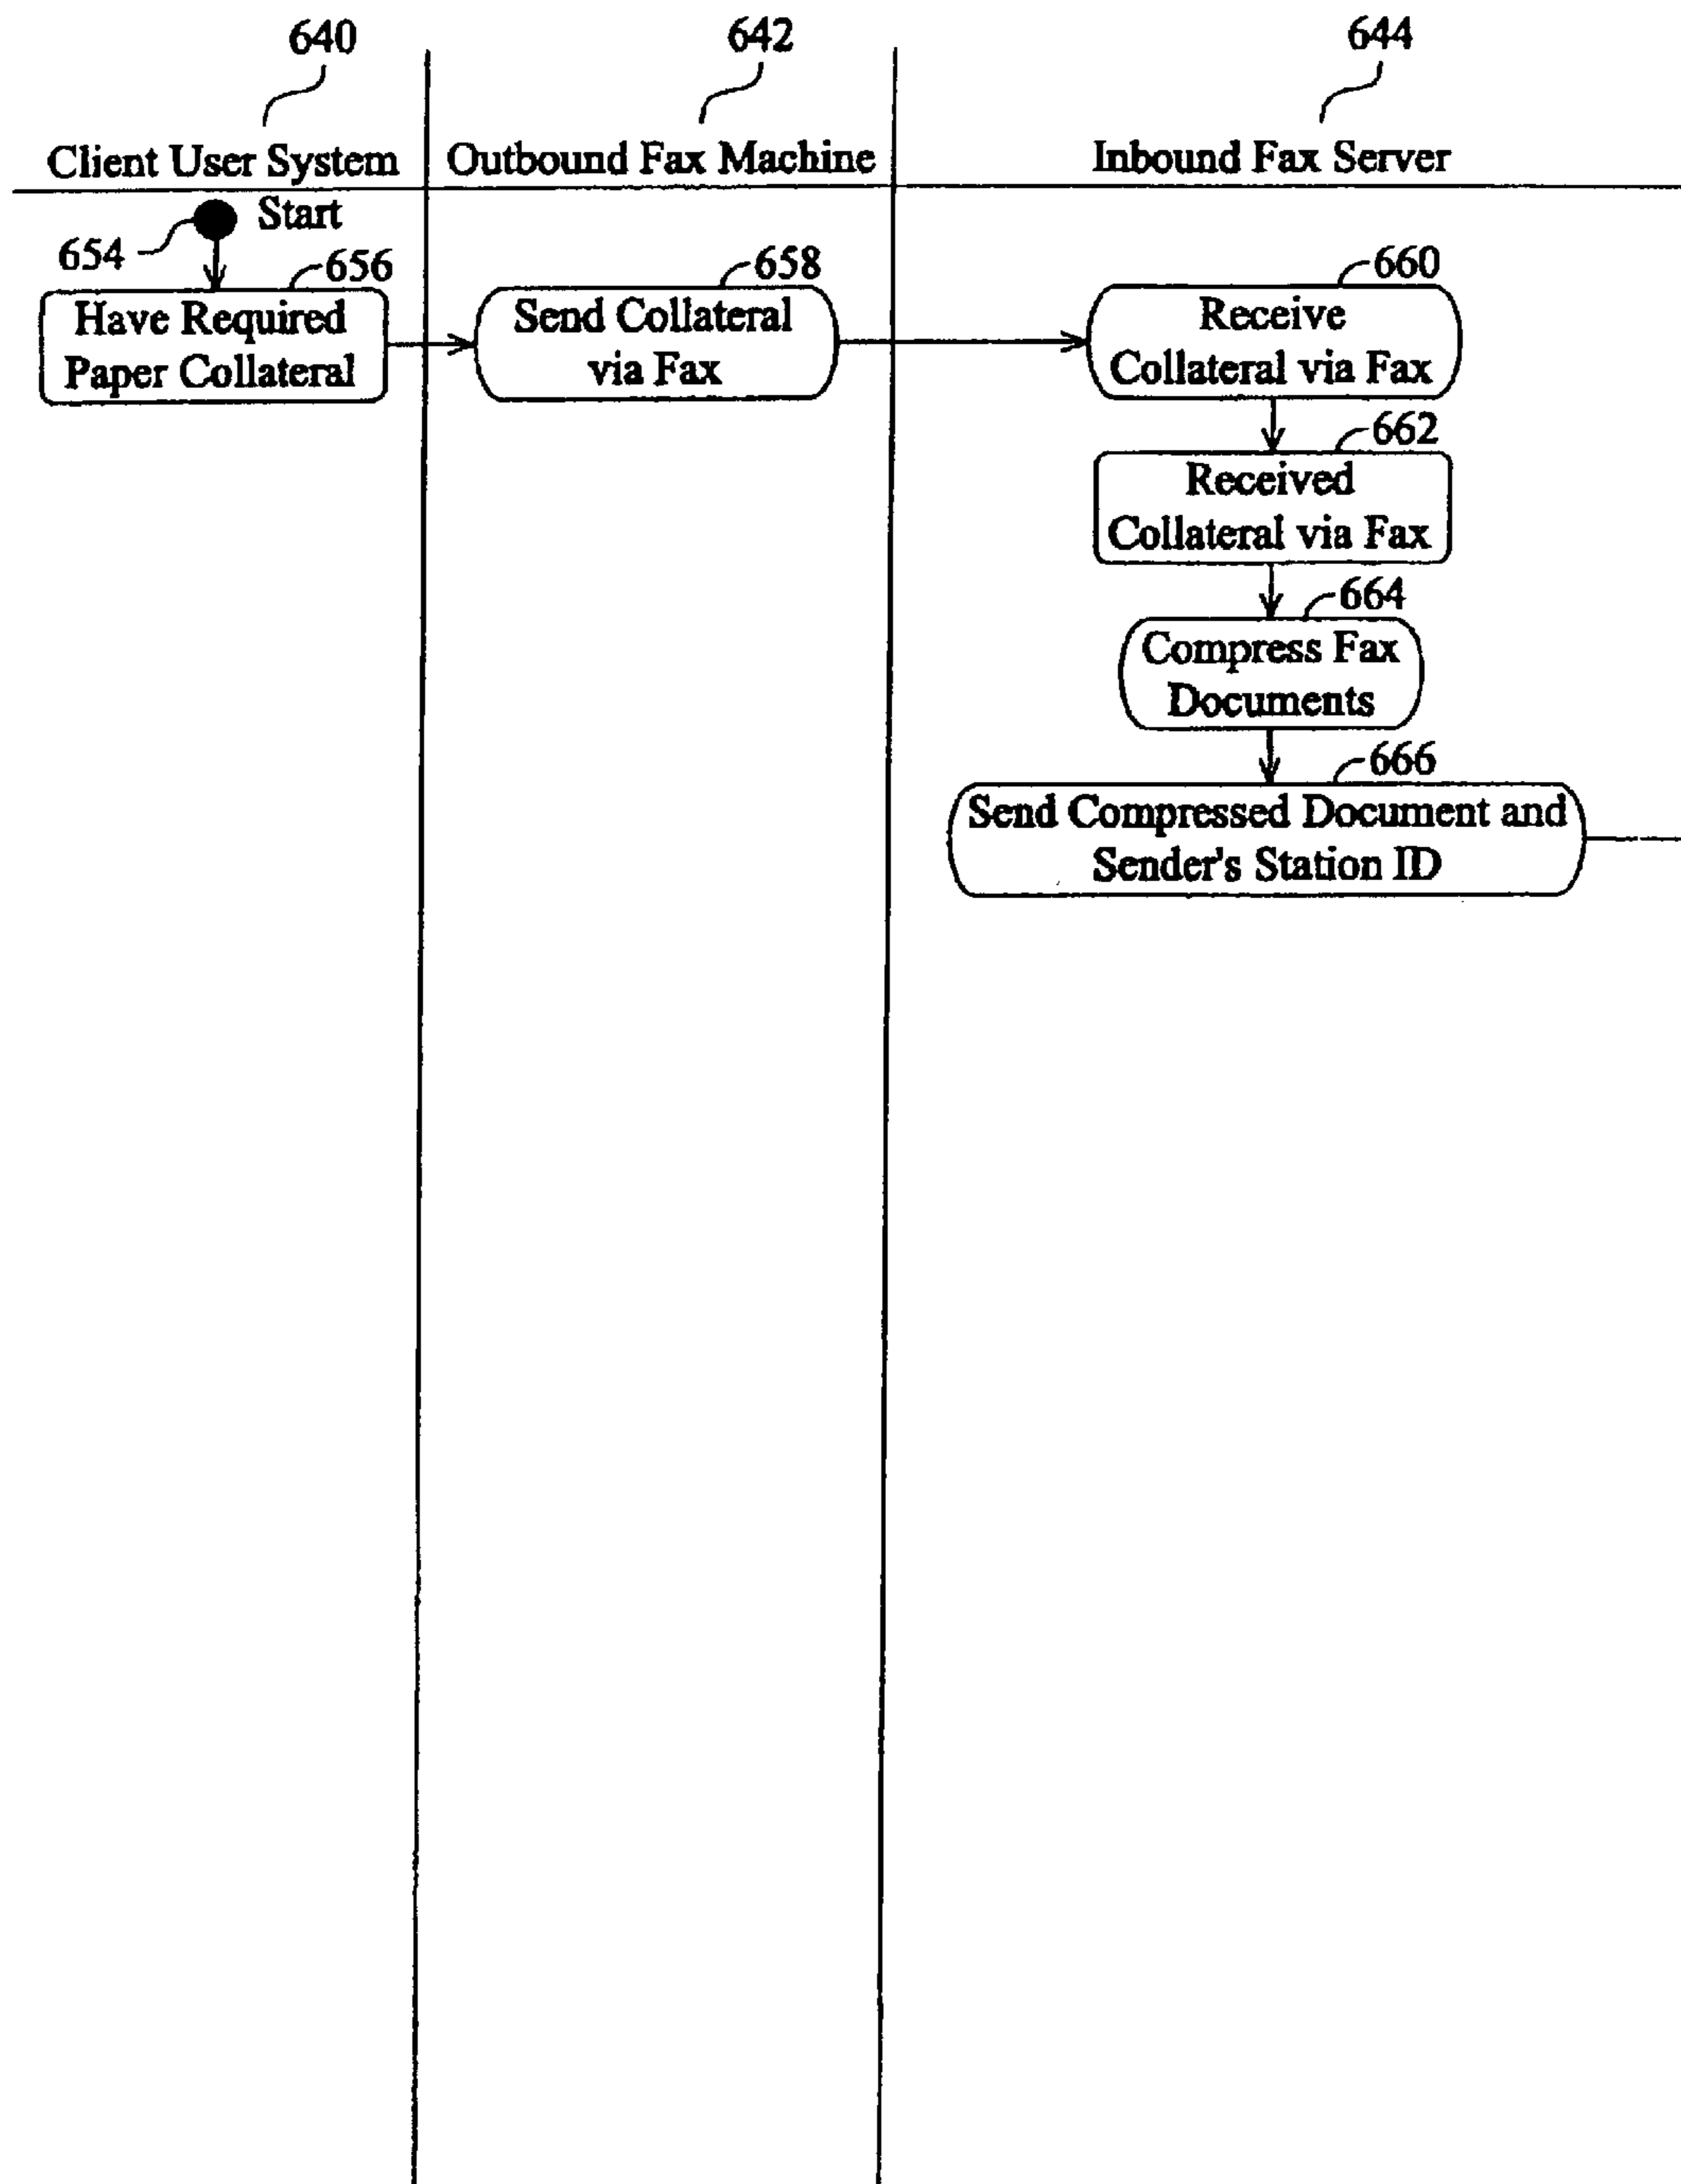 640
642
644
Client User System
Outbound Fax Machine
Inbound Fax Server
Start
654
656
Have Required
Paper Collateral
658
Send Collateral
via Fax
660
Receive
Collateral via Fax
662
Received
Collateral via Fax
664
Compress Fax
Documents
666
Send Compressed Document and
Sender's Station ID